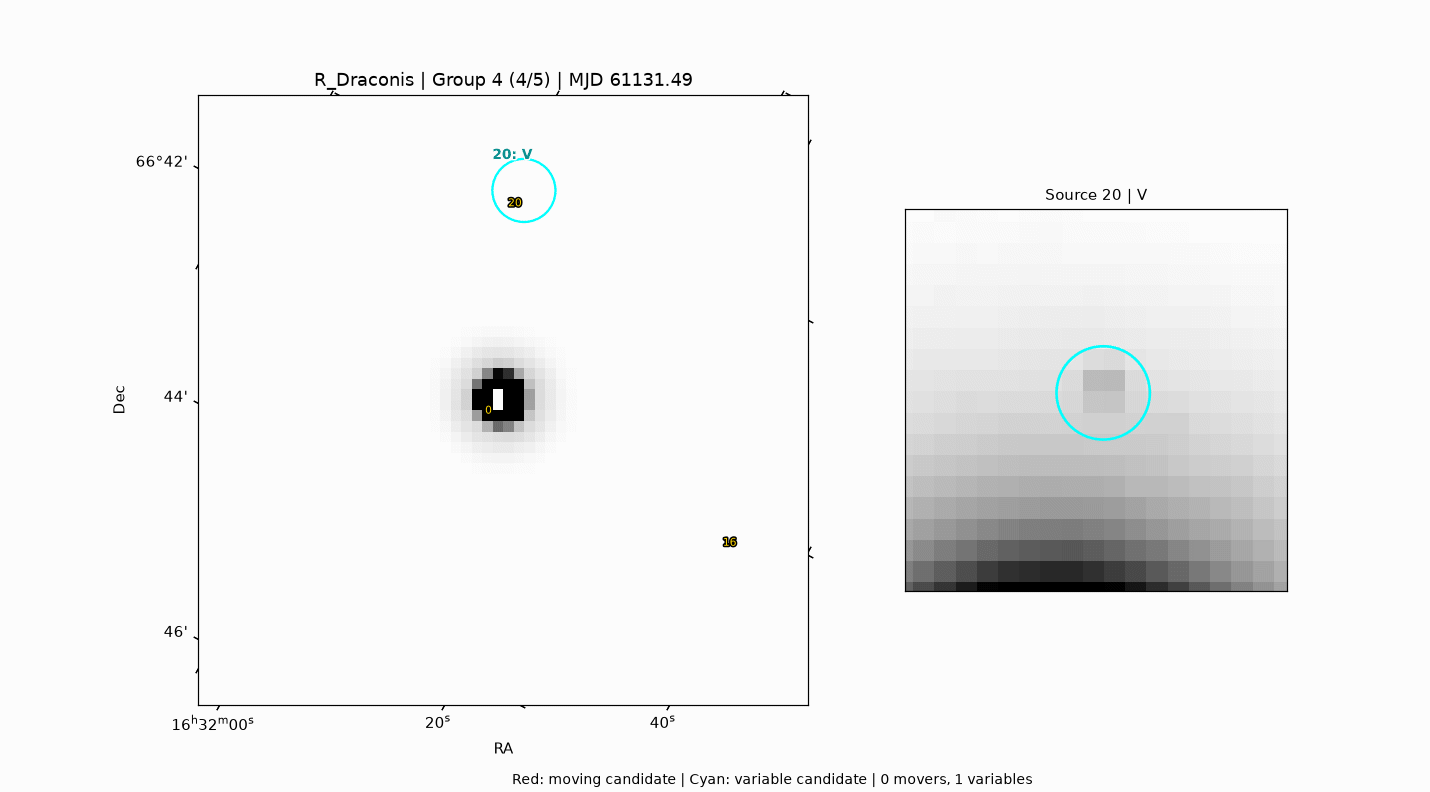 R_Draconis | Group 4 (4/5) | MJD 61131.49
20: V
20
66°42'
44'
46'
Dec
0
16
16ʰ32ᵐ00ˢ
20ˢ
40ˢ
RA
Source 20 | V
Red: moving candidate | Cyan: variable candidate | 0 movers, 1 variables